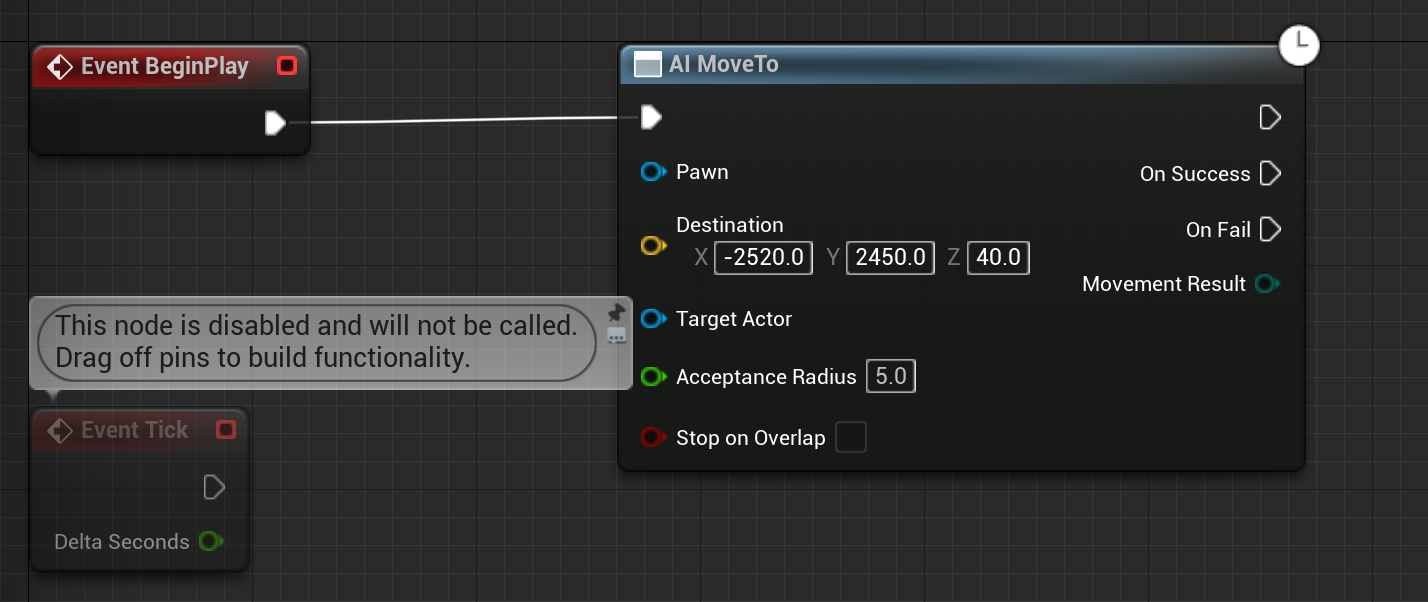 Event BeginPlay
AI MoveTo
Pawn
On Success
Destination
X -2520.0 Y 2450.0 Z 40.0
On Fail
Movement Result
This node is disabled and will not be called.
Drag off pins to build functionality.
Target Actor
Acceptance Radius 5.0
Event Tick
Stop on Overlap
Delta Seconds